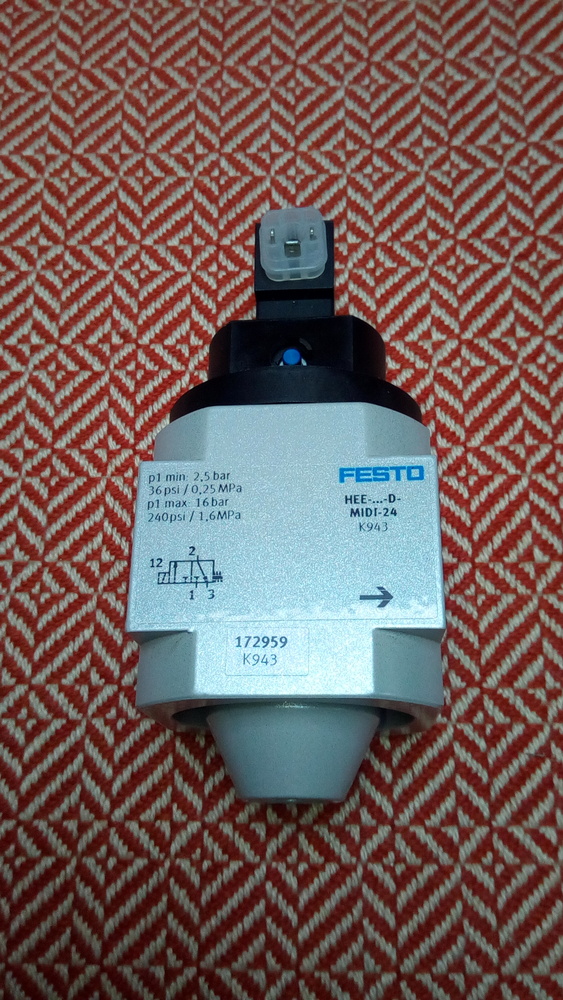 p1 min: 2,5 bar
36 psi / 0,25 MPa
p1 max: 16 bar
240 psi / 1,6 MPa
FESTO
HEE-...-D-
MIDI-24
K943
12
2
1 3
172959
K943